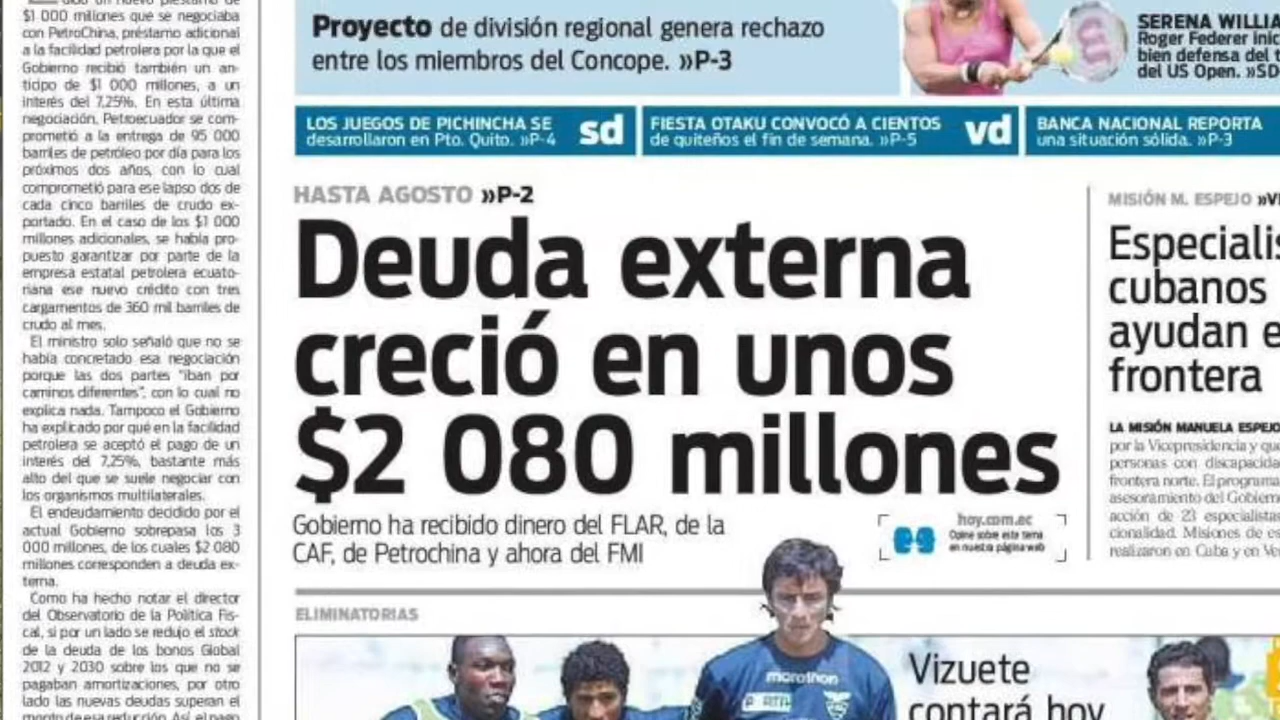 $1 000 millones que se negociaba
con PetroChina, préstamo adicional
a la facilidad petrolera por la que el
Gobierno recibió también un an-
ticipo de $1 000 millones, a un
interés del 7,25%. En esta última
negociación, Petroecuador se com-
prometió a la entrega de 95 000
barriles de petróleo por día para los
próximos dos años, con lo cual
comprometió para ese lapso dos de
cada cinco barriles de crudo ex-
portado. En el caso de los $1 000
millones adicionales, se había pro-
puesto garantizar por parte de la
empresa estatal petrolera ecuato-
riana ese nuevo crédito con tres
cargamentos de 360 mil barriles de
crudo al mes.
El ministro solo señaló que no se
había concretado esa negociación
porque las dos partes "iban por
caminos diferentes", con lo cual no
explica nada. Tampoco el Gobierno
ha explicado por qué en la facilidad
petrolera se aceptó el pago de un
interés del 7,25%, bastante más
alto del que se suele negociar con
los organismos multilaterales.
El endeudamiento decidido por el
actual Gobierno sobrepasa los 3
000 millones, de los cuales $2 080
millones corresponden a deuda ex-
terna.
Como ha hecho notar el director
del Observatorio de la Política Fis-
cal, si por un lado se redujo el stock
de la deuda de los bonos Global
2012 y 2030 sobre los que no se
pagaban amortizaciones, por otro
lado las nuevas deudas superan el
monto de esa reducción. Así, el pago
Proyecto de división regional genera rechazo
entre los miembros del Concope. »P-3
SERENA WILLIA
Roger Federer inic
bien defensa del t
del US Open. »SD
LOS JUEGOS DE PICHINCHA SE
desarrollaron en Pto. Quito. »P-4
sd
FIESTA OTAKU CONVOCÓ A CIENTOS
de quiteños el fin de semana. »P-5
vd
BANCA NACIONAL REPORTA
una situación sólida. »P-3
HASTA AGOSTO »P-2
Deuda externa
creció en unos
$2 080 millones
Gobierno ha recibido dinero del FLAR, de la
CAF, de Petrochina y ahora del FMI
hoy.com.ec
Opine sobre este tema
en nuestra página web
MISIÓN M. ESPEJO »V
Especialis
cubanos
ayudan e
frontera
LA MISIÓN MANUELA ESPEJO
por la Vicepresidencia y que
personas con discapacida
frontera norte. El programa
asesoramiento del Gobiern
acción de 23 especialistas
cionalidad. Misiones de es
realizaron en Cuba y en Ve
ELIMINATORIAS
marathon
Vizuete
contará hoy